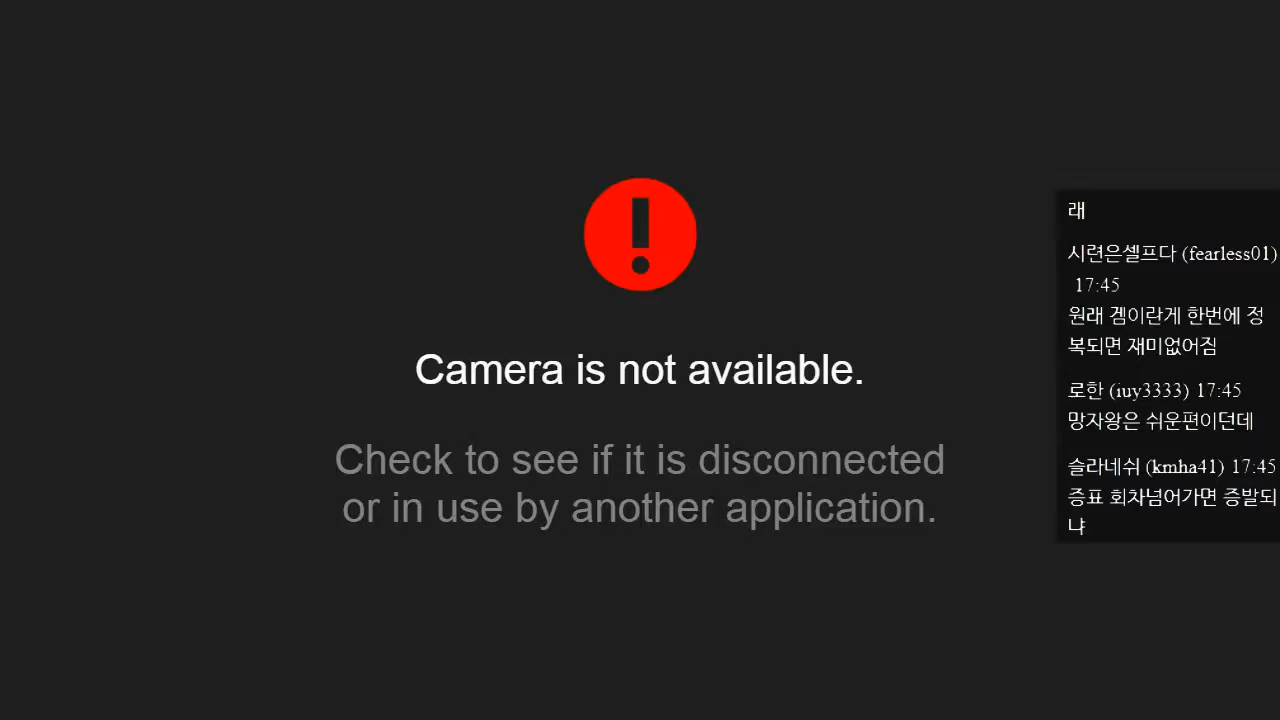 Camera is not available.
Check to see if it is disconnected
or in use by another application.
래
시련은셀프다 (fearless01)
17:45
원래 겜이란게 한번에 정
복되면 재미없어짐
로한 (iuy3333) 17:45
망자왕은 쉬운편이던데
슬라네쉬 (kmha41) 17:45
증표 회차넘어가면 증발되
냐